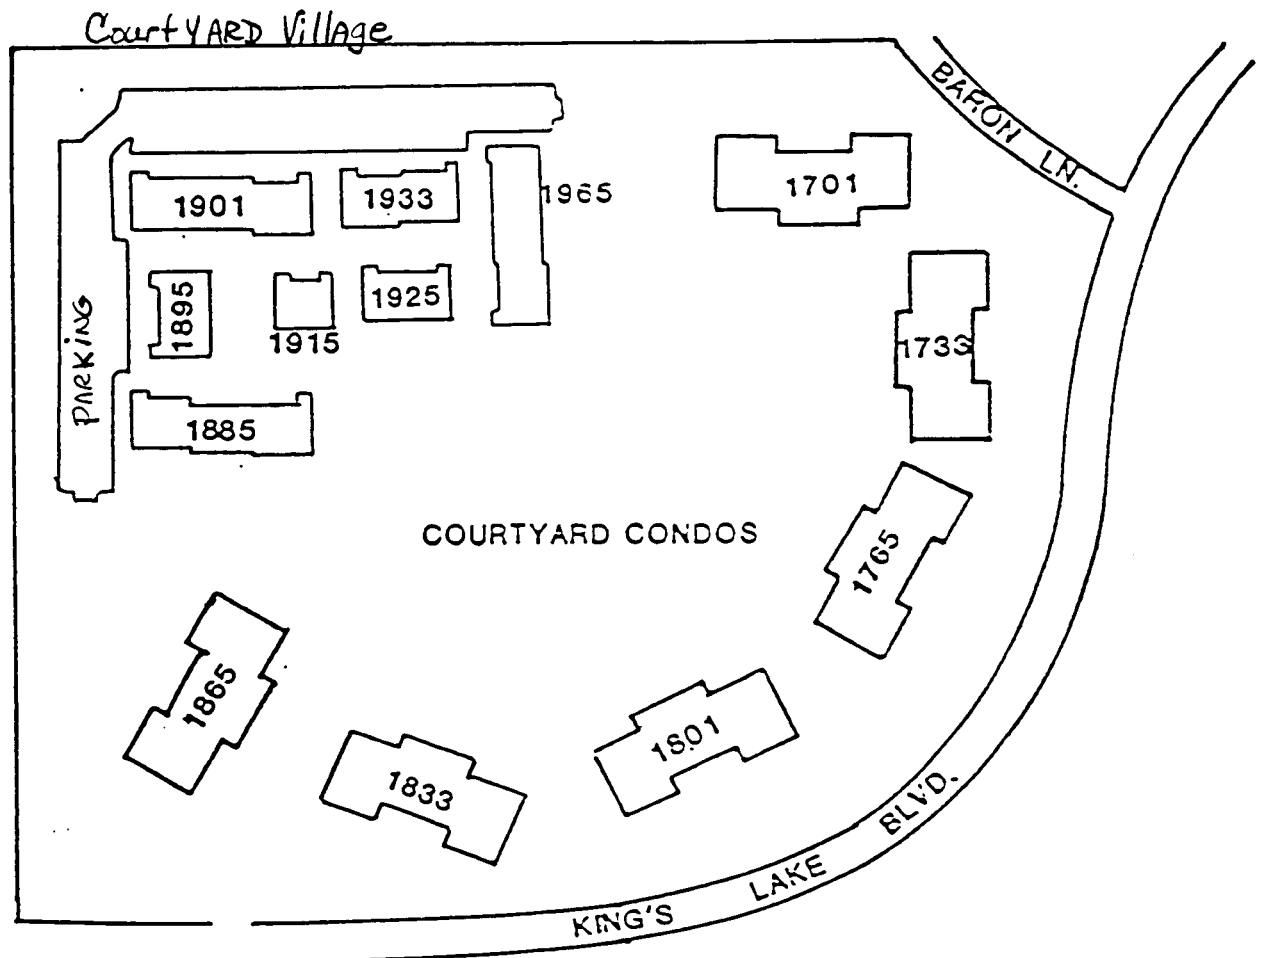 CourtYARD Village
BARON LN.
1701
1965
1933
1901
1925
1895
1915
1733
PARKING
1885
COURTYARD CONDOS
1765
1865
1801
1833
KING'S LAKE BLVD.